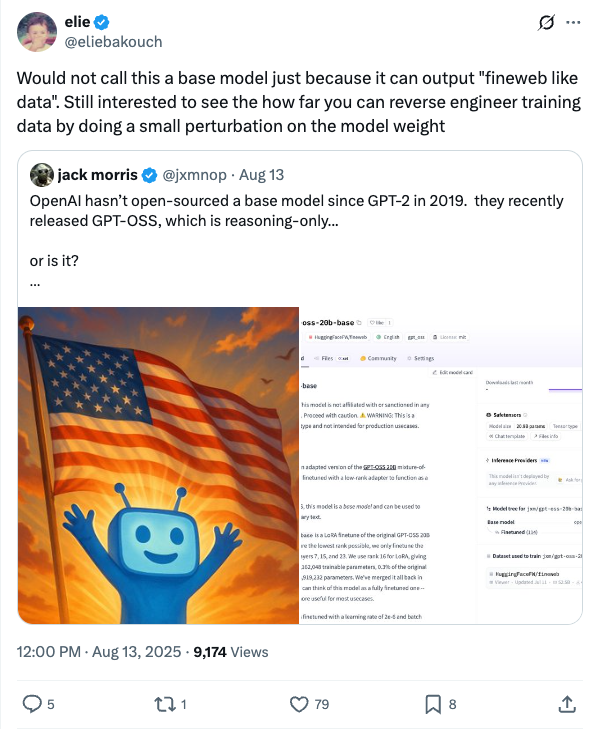 elie
@eliebakouch
Would not call this a base model just because it can output "fineweb like
data". Still interested to see the how far you can reverse engineer training
data by doing a small perturbation on the model weight
jack morris @jxmnop · Aug 13
OpenAI hasn't open-sourced a base model since GPT-2 in 2019. they recently
released GPT-OSS, which is reasoning-only...
or is it?
...
oss-20b-base like 1
HuggingFaceFW/fineweb English gpt_oss License: mit
Files Community Settings
Edit model card
Downloads last month
-base
his model is not affiliated with or sanctioned in any
. Proceed with caution. WARNING: This is a
type and not intended for production usecases.
n adapted version of the GPT-OSS 20B mixture-of-
finetuned with a low-rank adapter to function as a
, this model is a base model and can be used to
ary text.
base is a LoRA finetune of the original GPT-OSS 20B
re the lowest rank possible, we only finetune the
yers 7, 15, and 23. We use rank 16 for LoRA, giving
,162,048 trainable parameters, 0.3% of the original
,919,232 parameters. We've merged it all back in
can think of this model as a fully finetuned one --
ore useful for most usecases.
finetuned with a learning rate of 2e-6 and batch
Safetensors
Model size 20.9B params Tensor type
Chat template Files info
Inference Providers NEW
This model isn't deployed by
any Inference Provider. Ask for
Model tree for jxm/gpt-oss-2
Base model
Finetuned (114)
Dataset used to train jxm/gpt-oss-2
HuggingFaceFW/fineweb
Viewer · Updated Jul 11
12:00 PM · Aug 13, 2025 · 9,174 Views
5 1 79 8